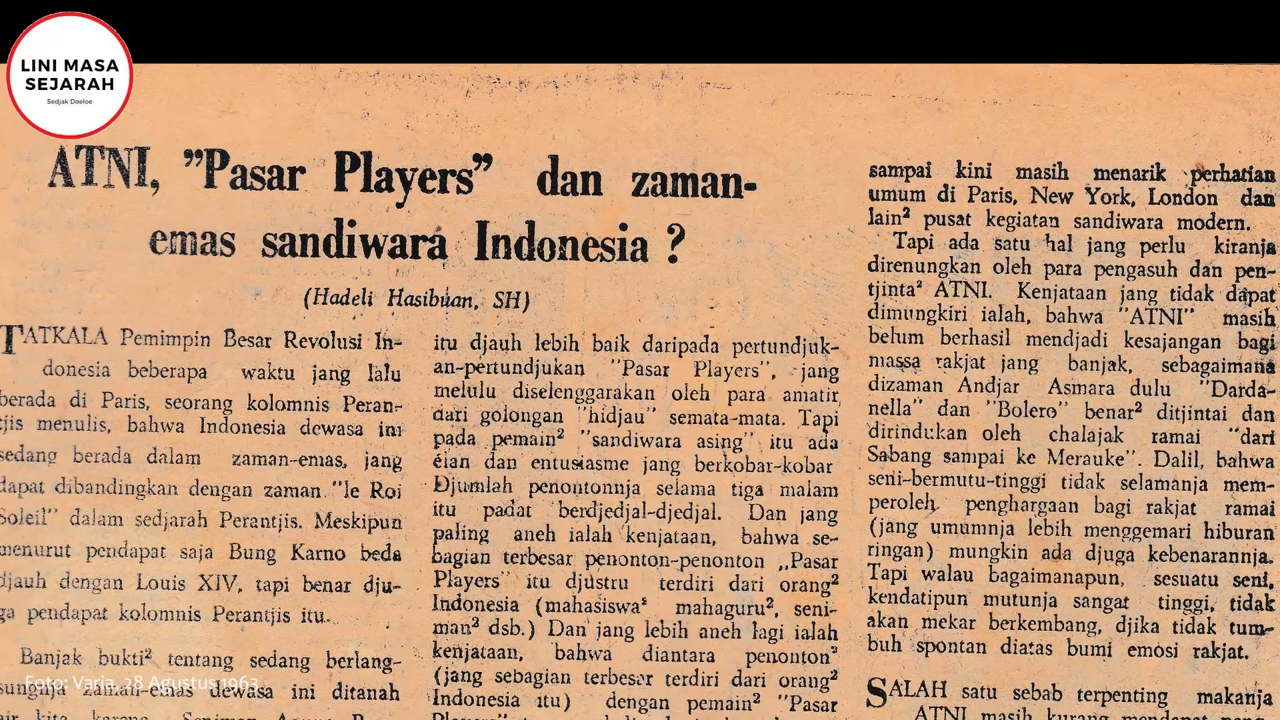 LINI MASA
SEJARAH
Sedjak Doeloe
ATNI, ”Pasar Players” dan zaman-
emas sandiwara Indonesia ?
(Hadeli Hasibuan, SH)
TATKALA Pemimpin Besar Revolusi In-
donesia beberapa waktu jang lalu
berada di Paris, seorang kolomnis Peran-
tjis menulis, bahwa Indonesia dewasa ini
sedang berada dalam zaman-emas, jang
dapat dibandingkan dengan zaman "le Roi
Soleil" dalam sedjarah Perantjis. Meskipun
menurut pendapat saja Bung Karno beda
djauh dengan Louis XIV, tapi benar dju-
ga pendapat kolomnis Perantjis itu.
Banjak bukti² tentang sedang berlang-
sungnja zaman-emas dewasa ini ditanah
air kita, karena Seniman Agung
itu djauh lebih baik daripada pertundjuk-
an-pertundjukan "Pasar Players", jang
melulu diselenggarakan oleh para amatir
dari golongan "hidjau" semata-mata. Tapi
pada pemain² "sandiwara asing" itu ada
élan dan entusiasme jang berkobar-kobar
Djumlah penontonnja selama tiga malam
itu padat berdjedjal-djedjal. Dan jang
paling aneh ialah kenjataan, bahwa se-
bagian terbesar penonton-penonton „Pasar
Players" itu djustru terdiri dari orang²
Indonesia (mahasiswa² mahaguru², seni-
man² dsb.) Dan jang lebih aneh lagi ialah
kenjataan, bahwa diantara penonton²
(jang sebagian terbeser terdiri dari orang²
Indonesia itu) dengan pemain² "Pasar
Players"
sampai kini masih menarik perhatian
umum di Paris, New York, London dan
lain² pusat kegiatan sandiwara modern.
Tapi ada satu hal jang perlu kiranja
direnungkan oleh para pengasuh dan pen-
tjinta² ATNI. Kenjataan jang tidak dapat
dimungkiri ialah, bahwa "ATNI" masih
belum berhasil mendjadi kesajangan bagi
massa rakjat jang banjak, sebagaimana
dizaman Andjar Asmara dulu "Darda-
nella" dan "Bolero" benar² ditjintai dan
dirindukan oleh chalajak ramai "dari
Sabang sampai ke Merauke". Dalil, bahwa
seni-bermutu-tinggi tidak selamanja mem-
peroleh penghargaan bagi rakjat ramai
(jang umumnja lebih menggemari hiburan
ringan) mungkin ada djuga kebenarannja.
Tapi walau bagaimanapun, sesuatu seni,
kendatipun mutunja sangat tinggi, tidak
akan mekar berkembang, djika tidak tum-
buh spontan diatas bumi emosi rakjat.
SALAH satu sebab terpenting makanja
ATNI masih kurang mendapat
Foto: Varia, 28 Agustus 1963